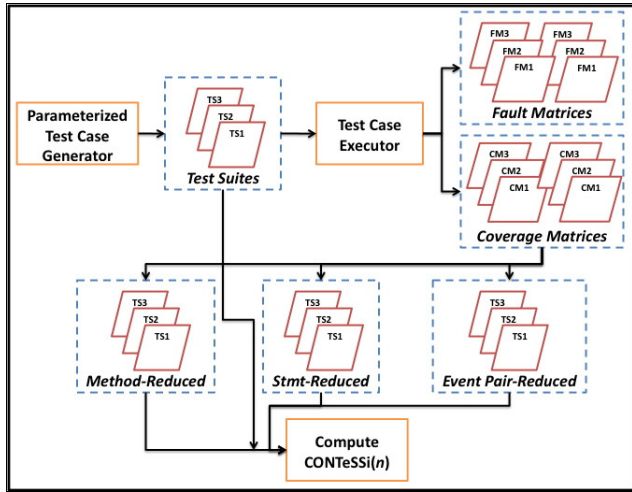 Parameterized
Test Case
Generator
TS3
TS2
TS1
Test Suites
Test Case
Executor
FM3
FM2
FM1
FM3
FM2
FM1
Fault Matrices
CM3
CM2
CM1
CM3
CM2
CM1
Coverage Matrices
TS3
TS2
TS1
Method-Reduced
TS3
TS2
TS1
Stmt-Reduced
TS3
TS2
TS1
Event Pair-Reduced
Compute
CONTeSSi(n)